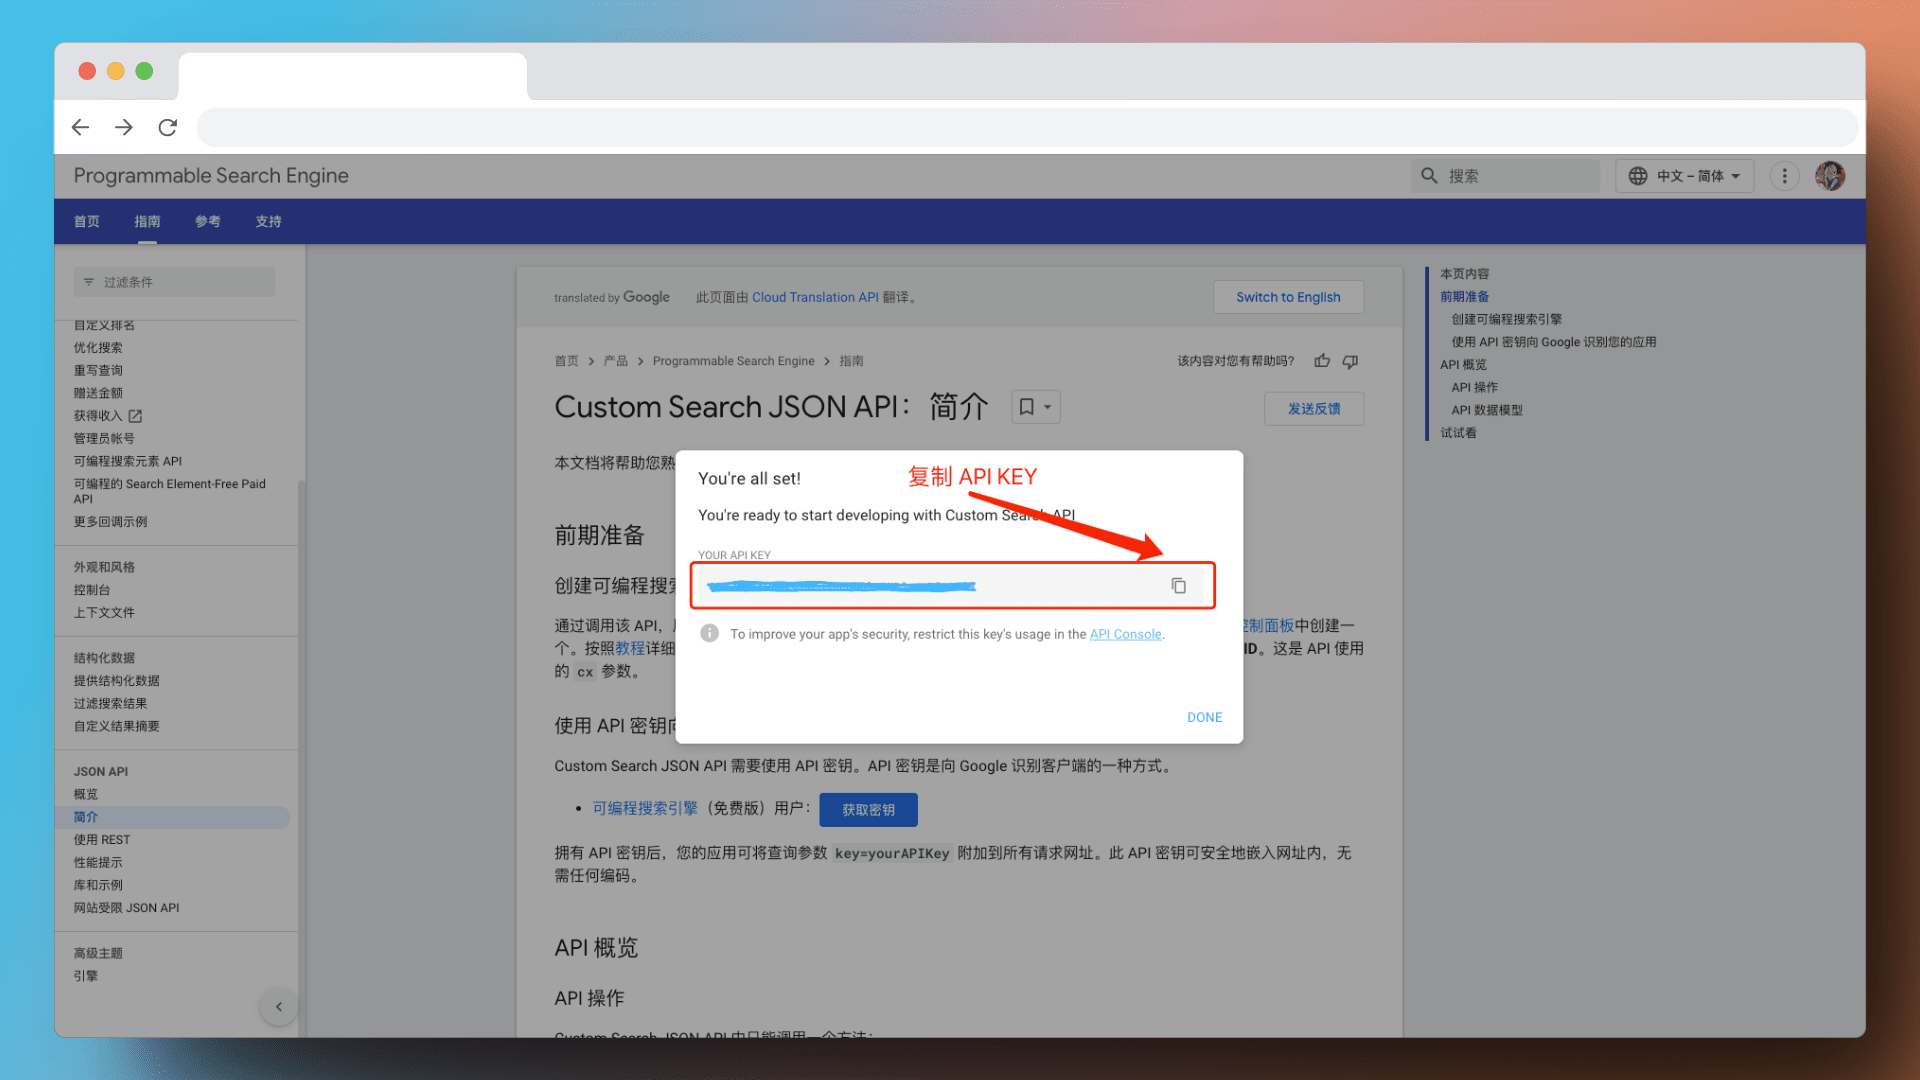 Programmable Search Engine
搜索
中文 – 简体
首页 指南 参考 支持
过滤条件
自定义排名
优化搜索
重写查询
赠送金额
获得收入
管理员帐号
可编程搜索元素 API
可编程的 Search Element-Free Paid
API
更多回调示例
外观和风格
控制台
上下文文件
结构化数据
提供结构化数据
过滤搜索结果
自定义结果摘要
JSON API
概览
简介
使用 REST
性能提示
库和示例
网站受限 JSON API
高级主题
引擎
translated by Google
此页面由 Cloud Translation API 翻译。
Switch to English
首页 > 产品 > Programmable Search Engine > 指南
该内容对您有帮助吗?
Custom Search JSON API：简介
发送反馈
本文档将帮助您熟
前期准备
创建可编程搜索
通过调用该 API，
控制面板中创建一
个。按照教程详细
ID。这是 API 使用
的 cx 参数。
使用 API 密钥向
Custom Search JSON API 需要使用 API 密钥。API 密钥是向 Google 识别客户端的一种方式。
• 可编程搜索引擎（免费版）用户： 获取密钥
拥有 API 密钥后，您的应用可将查询参数 key=yourAPIKey 附加到所有请求网址。此 API 密钥可安全地嵌入网址内，无
需任何编码。
API 概览
API 操作
Custom Search JSON API 中只能调用一个方法：
You're all set!
复制 API KEY
You're ready to start developing with Custom Search API
YOUR API KEY
To improve your app's security, restrict this key's usage in the API Console.
DONE
本页内容
前期准备
创建可编程搜索引擎
使用 API 密钥向 Google 识别您的应用
API 概览
API 操作
API 数据模型
试试看